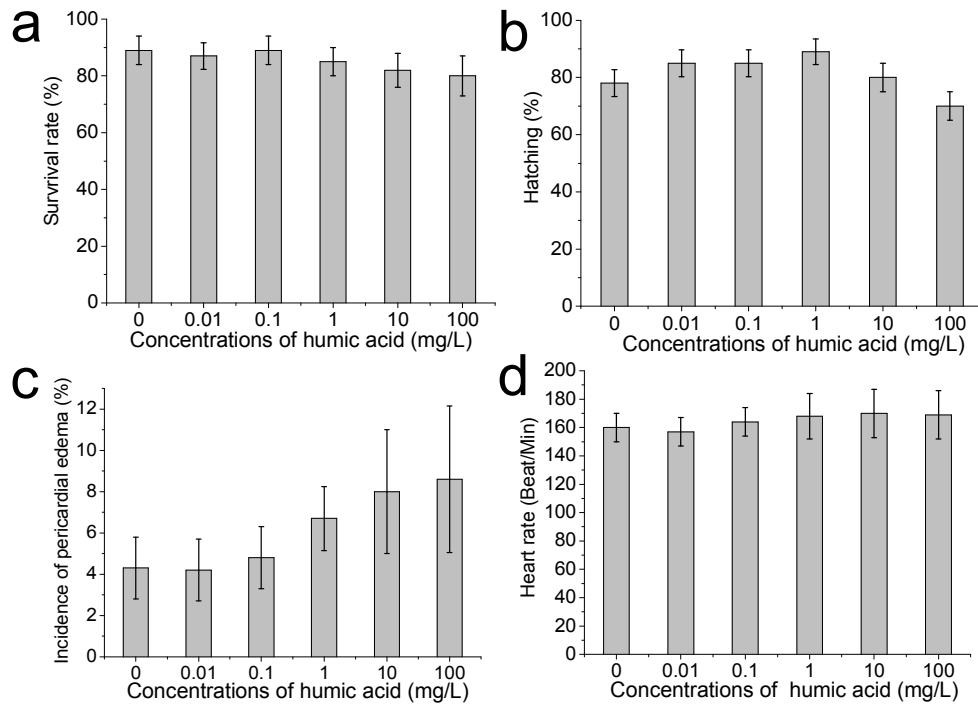 a
100
80
60
40
20
0
Survrival rate (%)
0 0.01 0.1 1 10 100
Concentrations of humic acid (mg/L)
b
100
80
60
40
20
0
Hatching (%)
0 0.01 0.1 1 10 100
Concentrations of humic acid (mg/L)
c
12
10
8
6
4
2
0
Incidence of pericardial edema (%)
0 0.01 0.1 1 10 100
Concentrations of humic acid (mg/L)
d
200
180
160
140
120
100
80
60
40
20
0
Heart rate (Beat/Min)
0 0.01 0.1 1 10 100
Concentrations of humic acid (mg/L)